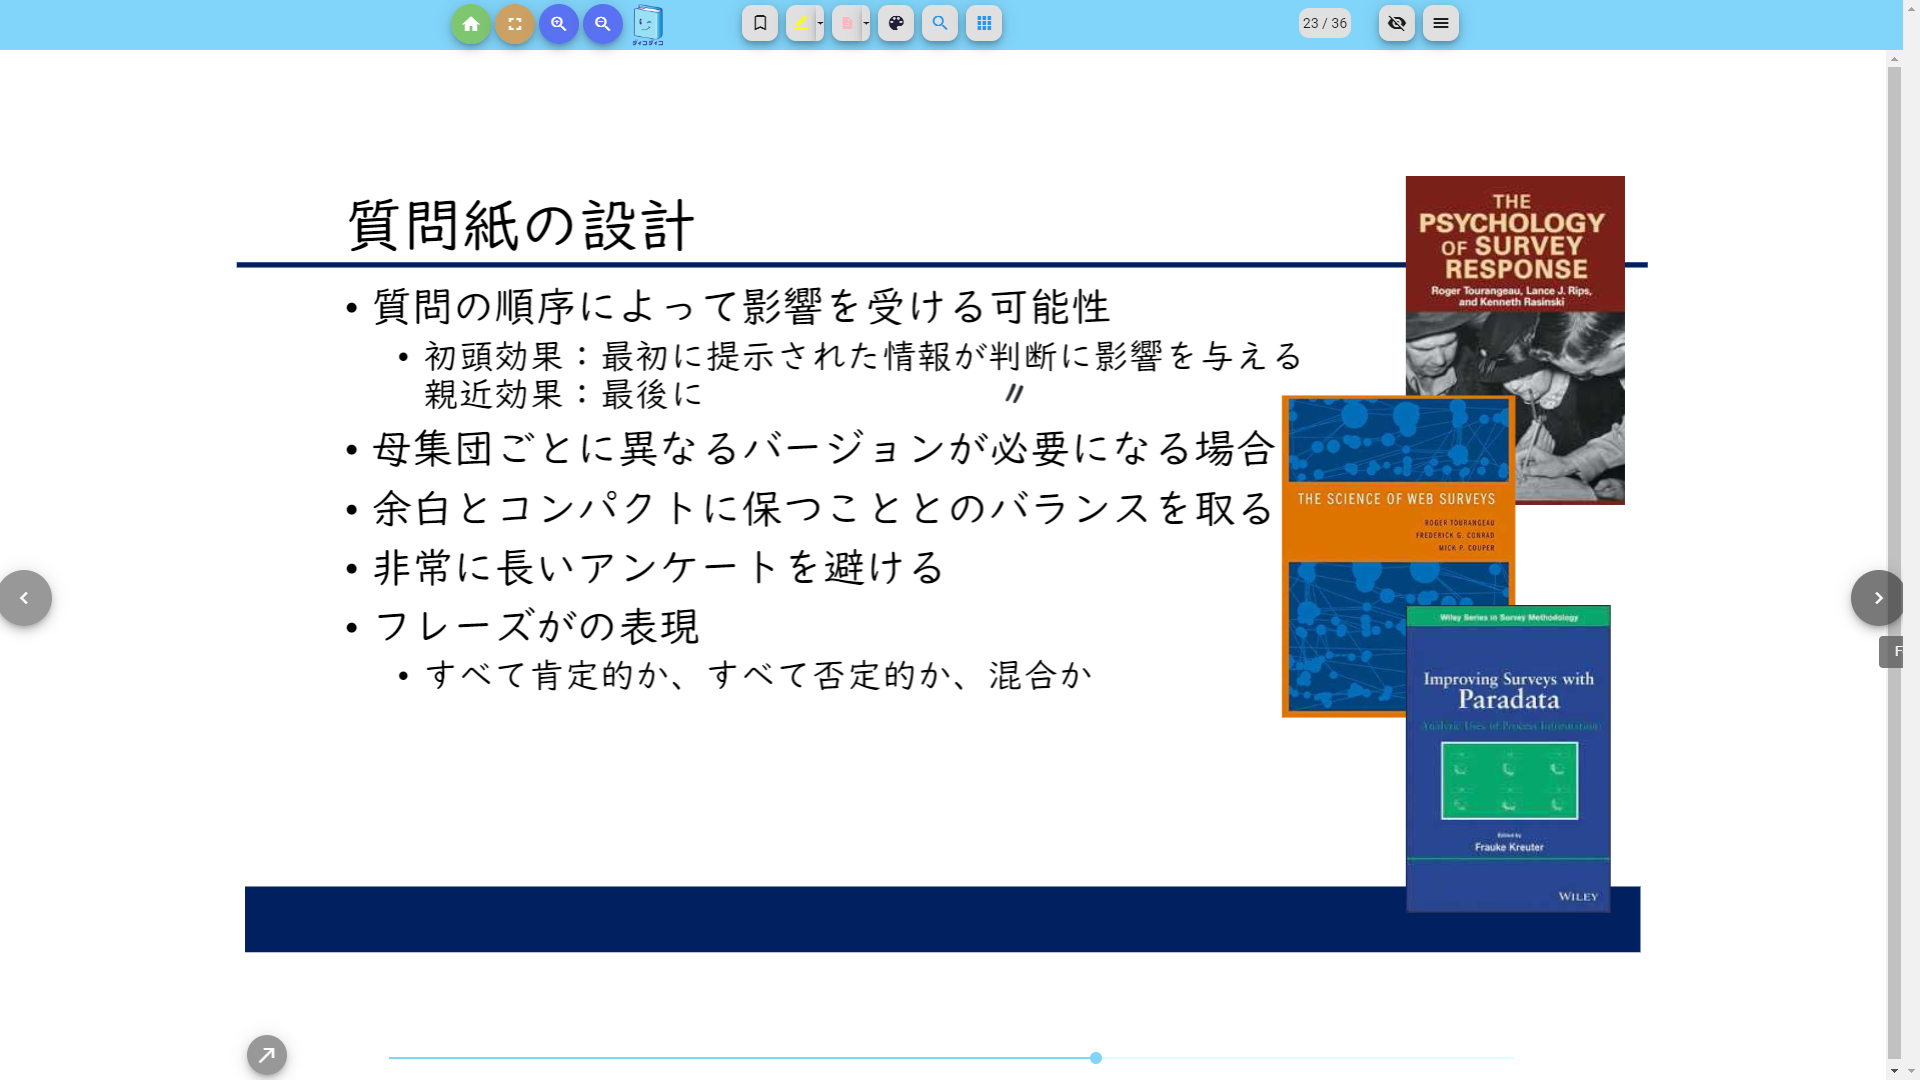 23 / 36
質問紙の設計
• 質問の順序によって影響を受ける可能性
• 初頭効果：最初に提示された情報が判断に影響を与える
親近効果：最後に 〃
• 母集団ごとに異なるバージョンが必要になる場合
• 余白とコンパクトに保つこととのバランスを取る
• 非常に長いアンケートを避ける
• フレーズがの表現
• すべて肯定的か、すべて否定的か、混合か
THE
PSYCHOLOGY
OF SURVEY
RESPONSE
Roger Tourangeau, Lance J. Rips,
and Kenneth Rasinski
THE SCIENCE OF WEB SURVEYS
ROGER TOURANGEAU
FREDERICK G. CONRAD
MICK P. COUPER
Wiley Series in Survey Methodology
Improving Surveys with
Paradata
Analytic Uses of Process Information
Edited by
Frauke Kreuter
WILEY
F